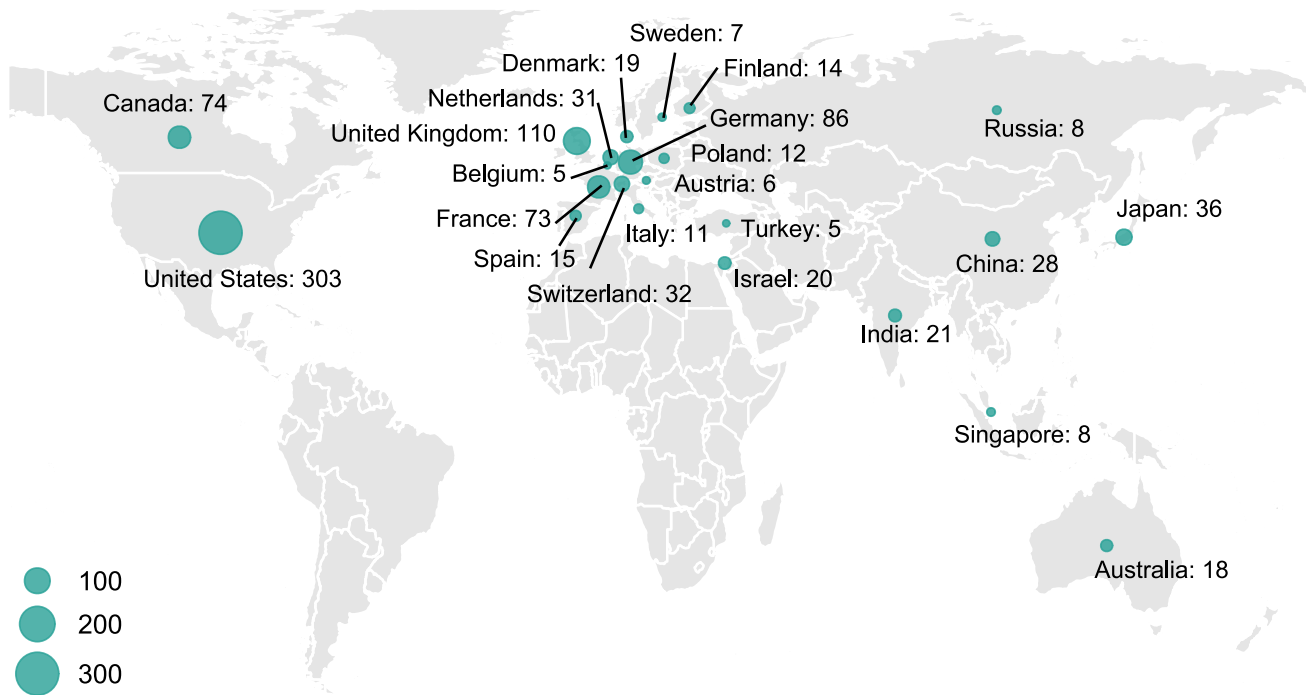 Sweden: 7
Denmark: 19
Finland: 14
Canada: 74
Netherlands: 31
Germany: 86
United Kingdom: 110
Russia: 8
Poland: 12
Belgium: 5
Austria: 6
France: 73
Italy: 11
Turkey: 5
Japan: 36
Spain: 15
China: 28
United States: 303
Israel: 20
Switzerland: 32
India: 21
Singapore: 8
Australia: 18
100
200
300